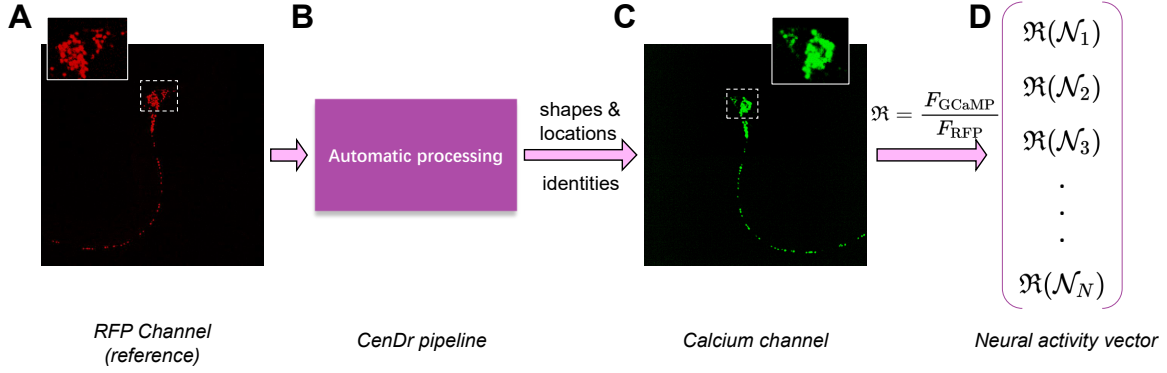 A
B
C
D
Automatic processing
shapes &
locations
identities
ℜ = F_GCaMP / F_RFP
ℜ(𝒩_1)
ℜ(𝒩_2)
ℜ(𝒩_3)
.
.
.
ℜ(𝒩_N)
RFP Channel
(reference)
CenDr pipeline
Calcium channel
Neural activity vector